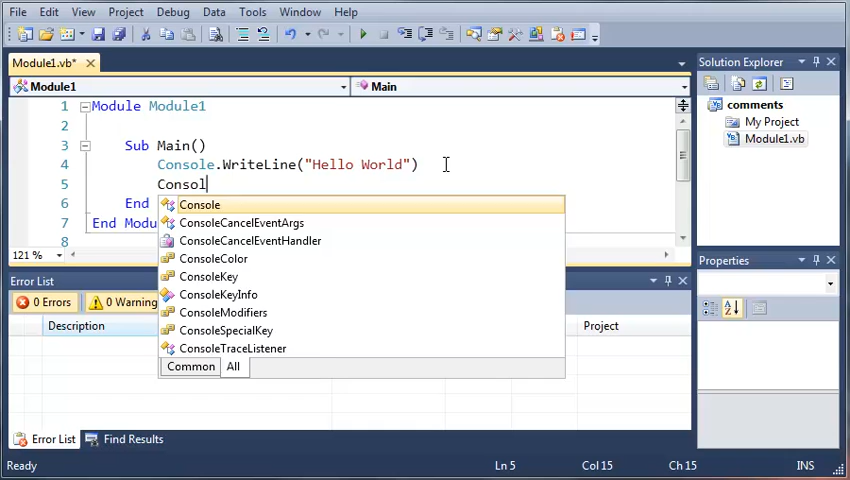 File Edit View Project Debug Data Tools Window Help
Module1.vb*
Solution Explorer
Module1
Main
comments
My Project
Module1.vb
1 Module Module1
2
3 Sub Main()
4 Console.WriteLine("Hello World")
5 Consol
6 End
7 End Modu
8
Console
ConsoleCancelEventArgs
ConsoleCancelEventHandler
ConsoleColor
ConsoleKey
ConsoleKeyInfo
ConsoleModifiers
ConsoleSpecialKey
ConsoleTraceListener
Common All
121 %
Properties
Error List
0 Errors 0 Warning
Description Project
Error List Find Results
Ready Ln 5 Col 15 Ch 15 INS